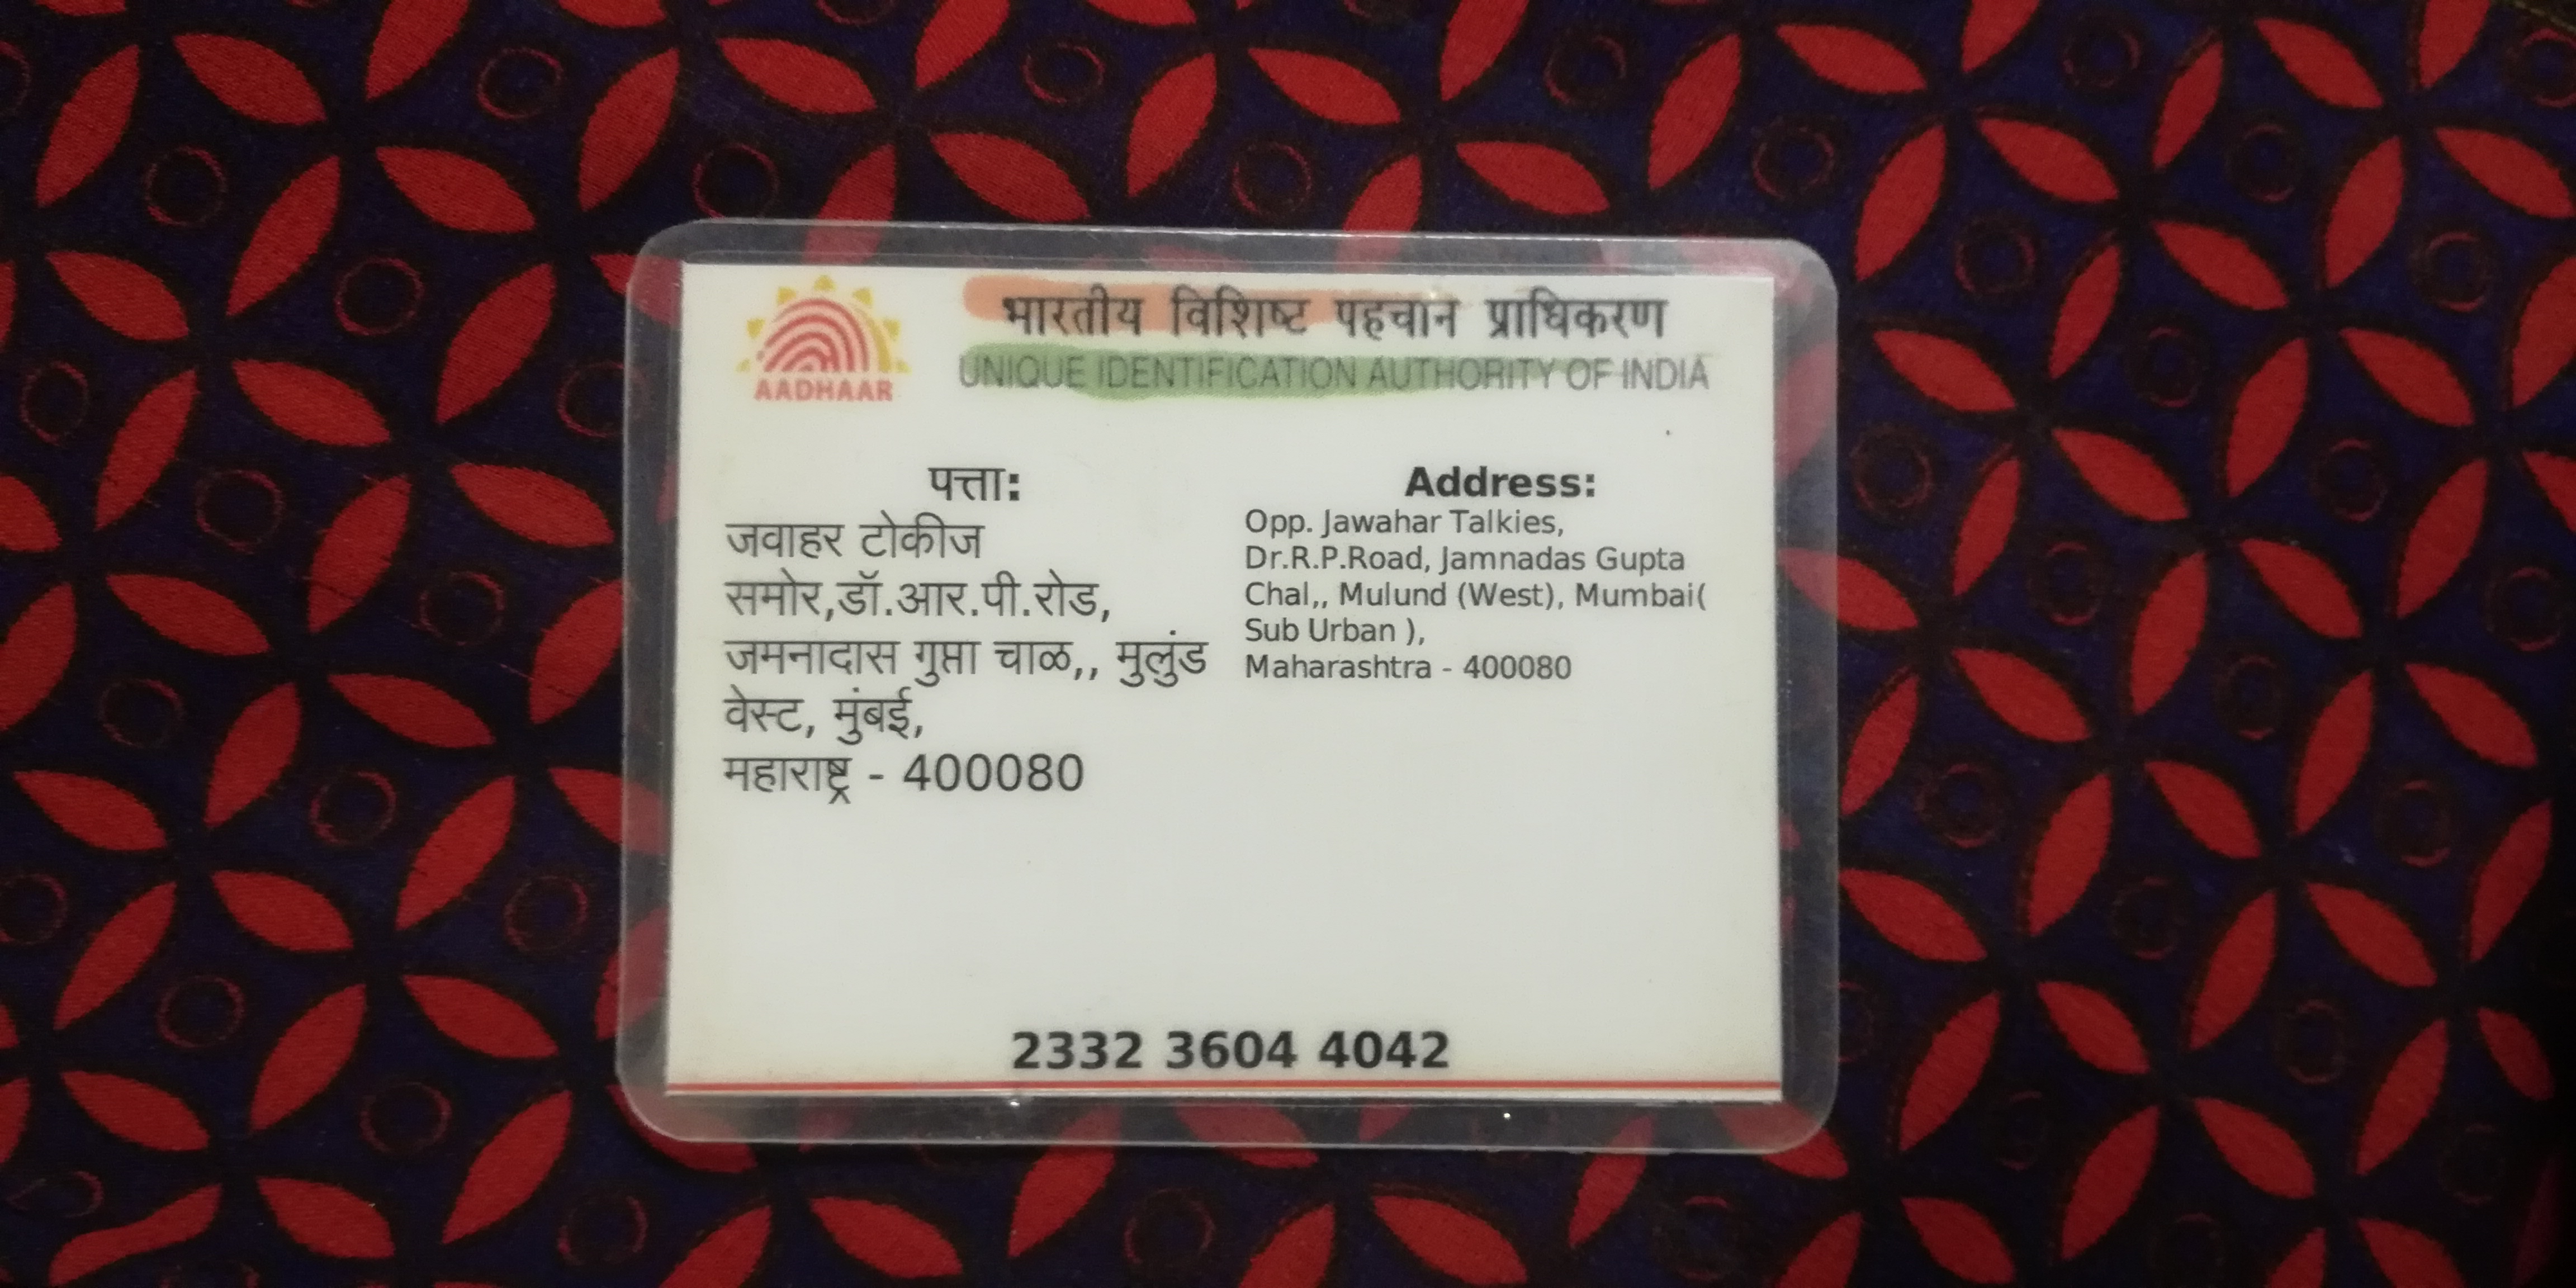 भारतीय विशिष्ट पहचान प्राधिकरण
AADHAAR
UNIQUE IDENTIFICATION AUTHORITY OF INDIA
पत्ता:
जवाहर टोकीज
समोर,डॉ.आर.पी.रोड,
जमनादास गुप्ता चाळ,, मुलुंड
वेस्ट, मुंबई,
महाराष्ट्र - 400080
Address:
Opp. Jawahar Talkies,
Dr.R.P.Road, Jamnadas Gupta
Chal,, Mulund (West), Mumbai(
Sub Urban ),
Maharashtra - 400080
2332 3604 4042